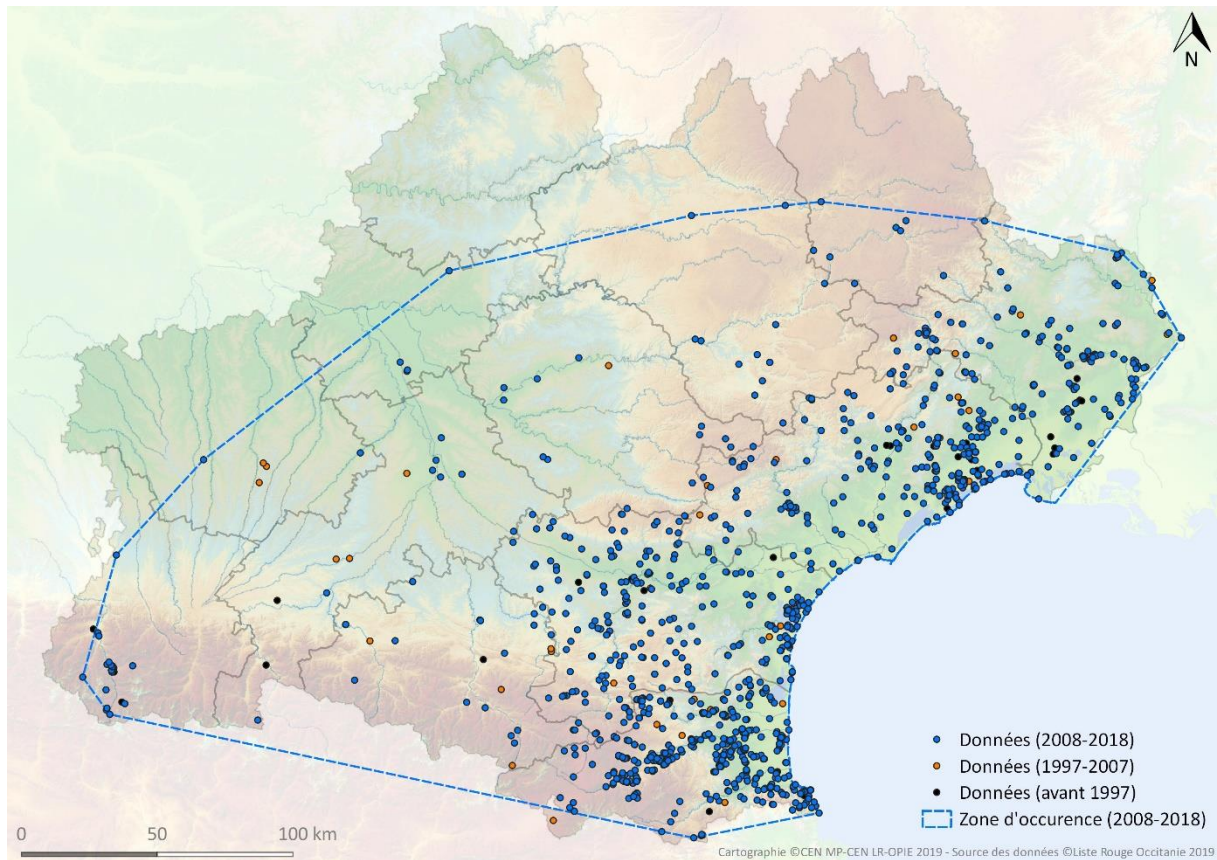 N
Données (2008-2018)
Données (1997-2007)
Données (avant 1997)
Zone d'occurence (2008-2018)
0 50 100 km
Cartographie ©CEN MP-CEN LR-OPIE 2019 - Source des données ©Liste Rouge Occitanie 2019